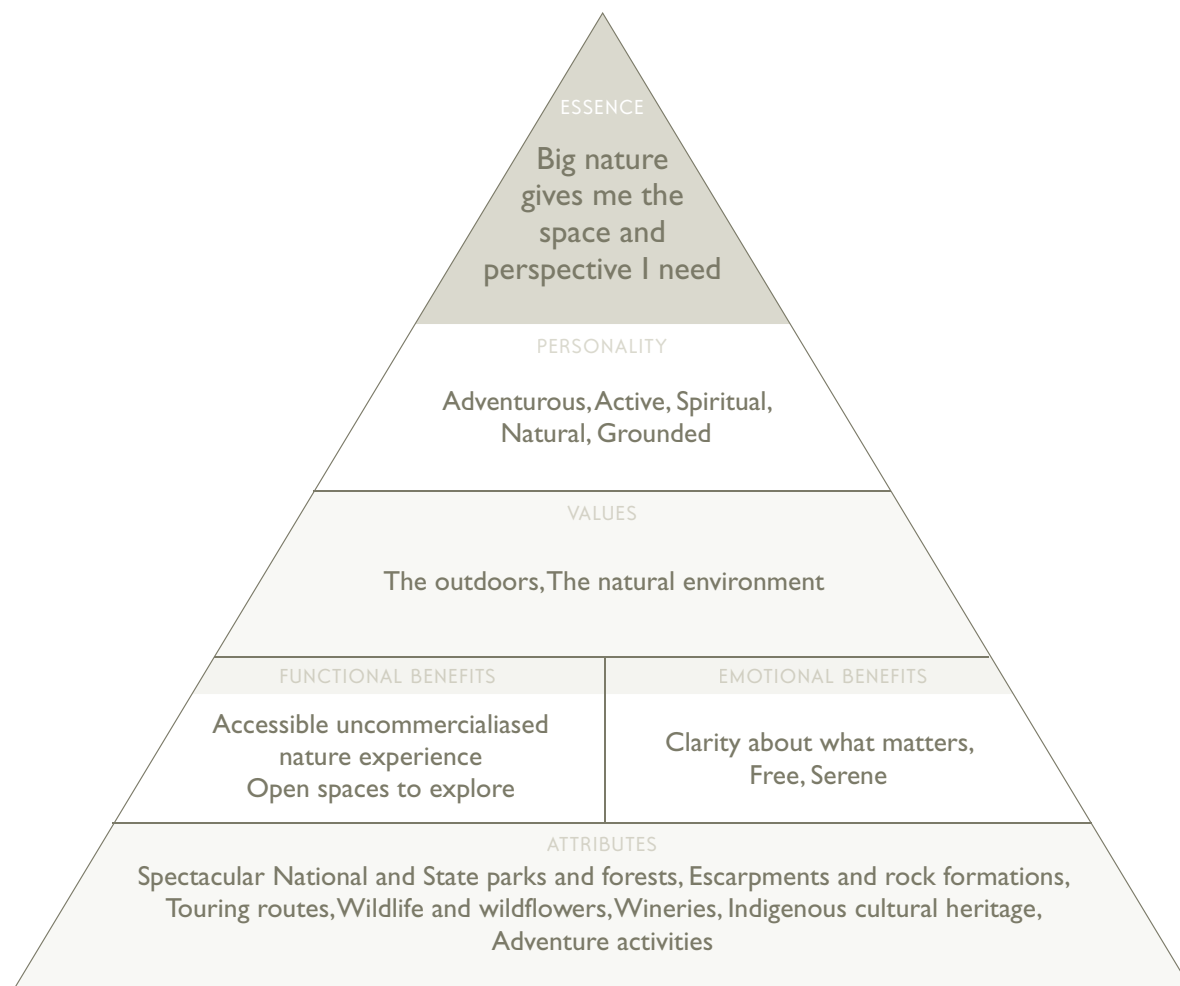 ESSENCE
Big nature
gives me the
space and
perspective I need
PERSONALITY
Adventurous, Active, Spiritual,
Natural, Grounded
VALUES
The outdoors, The natural environment
FUNCTIONAL BENEFITS
Accessible uncommercialiased
nature experience
Open spaces to explore
EMOTIONAL BENEFITS
Clarity about what matters,
Free, Serene
ATTRIBUTES
Spectacular National and State parks and forests, Escarpments and rock formations,
Touring routes, Wildlife and wildflowers, Wineries, Indigenous cultural heritage,
Adventure activities